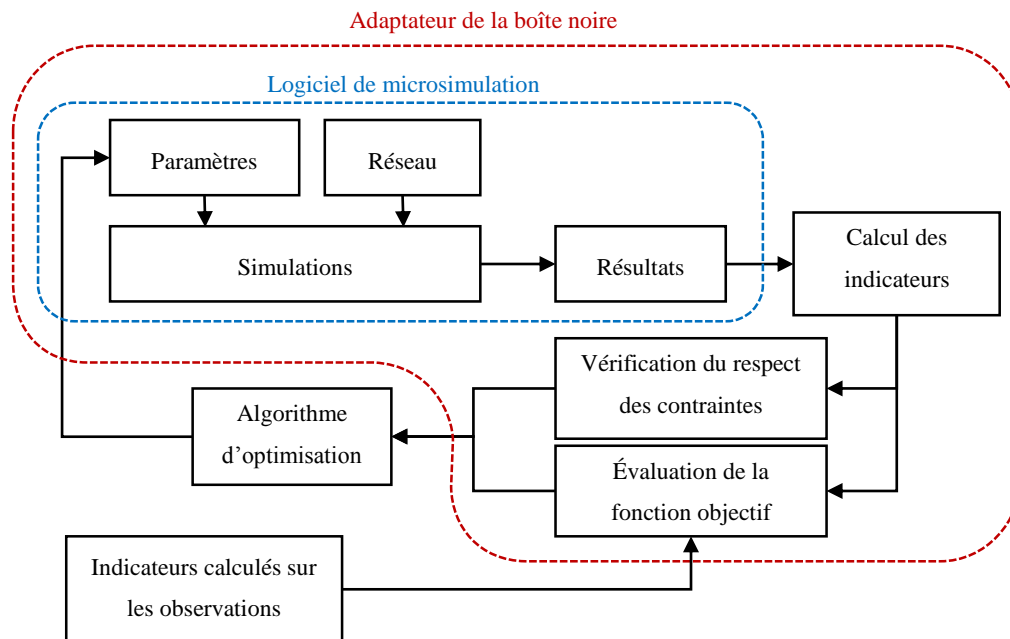 Adaptateur de la boîte noire
Logiciel de microsimulation
Paramètres
Réseau
Simulations
Résultats
Calcul des
indicateurs
Vérification du respect
des contraintes
Algorithme
d’optimisation
Évaluation de la
fonction objectif
Indicateurs calculés sur
les observations